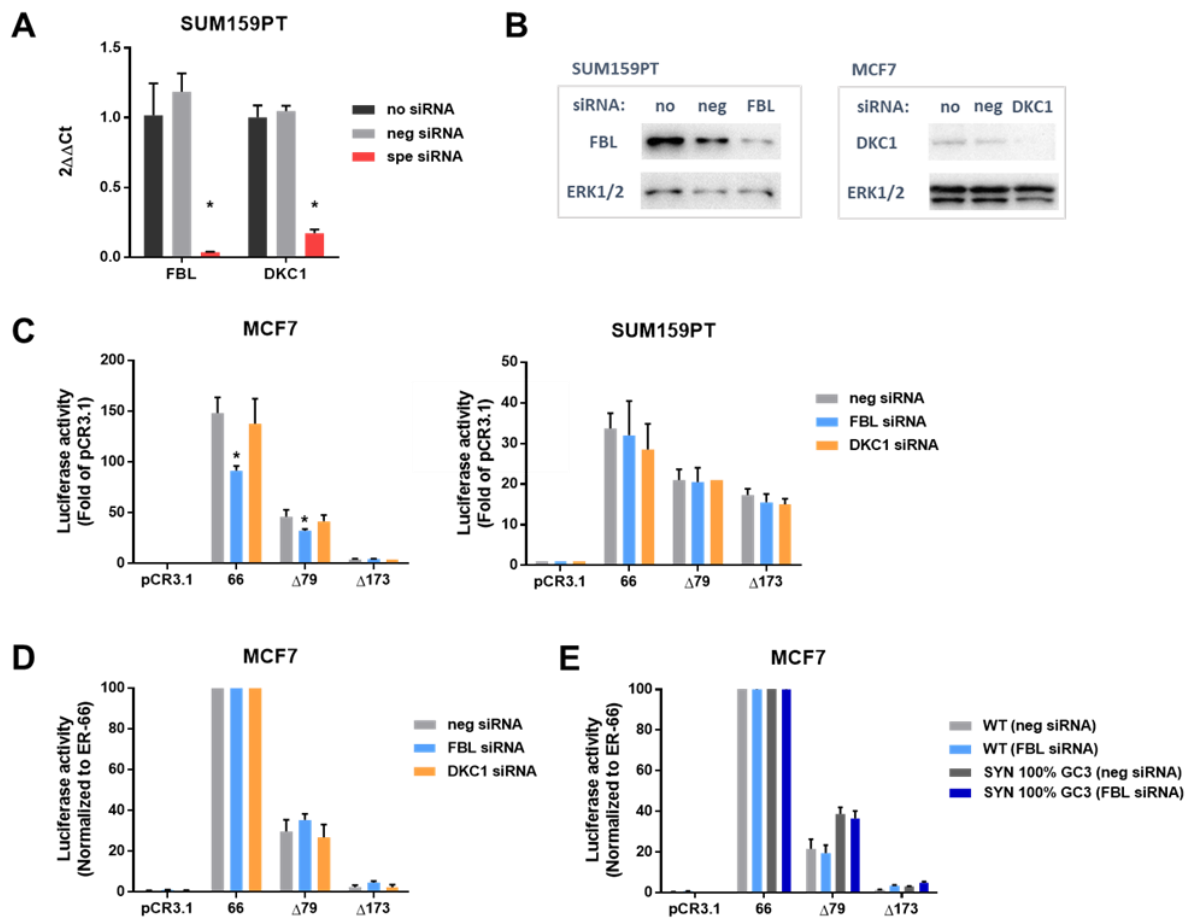 A
SUM159PT
2ΔΔCt
1.5
1.0
0.5
0.0
*
*
FBL
DKC1
no siRNA
neg siRNA
spe siRNA
B
SUM159PT
siRNA: no neg FBL
FBL
ERK1/2
MCF7
siRNA: no neg DKC1
DKC1
ERK1/2
C
MCF7
Luciferase activity
(Fold of pCR3.1)
200
150
100
50
0
*
*
pCR3.1 66 Δ79 Δ173
SUM159PT
Luciferase activity
(Fold of pCR3.1)
50
40
30
20
10
0
pCR3.1 66 Δ79 Δ173
neg siRNA
FBL siRNA
DKC1 siRNA
D
MCF7
Luciferase activity
(Normalized to ER-66)
100
80
60
40
20
0
pCR3.1 66 Δ79 Δ173
neg siRNA
FBL siRNA
DKC1 siRNA
E
MCF7
Luciferase activity
(Normalized to ER-66)
100
80
60
40
20
0
pCR3.1 66 Δ79 Δ173
WT (neg siRNA)
WT (FBL siRNA)
SYN 100% GC3 (neg siRNA)
SYN 100% GC3 (FBL siRNA)